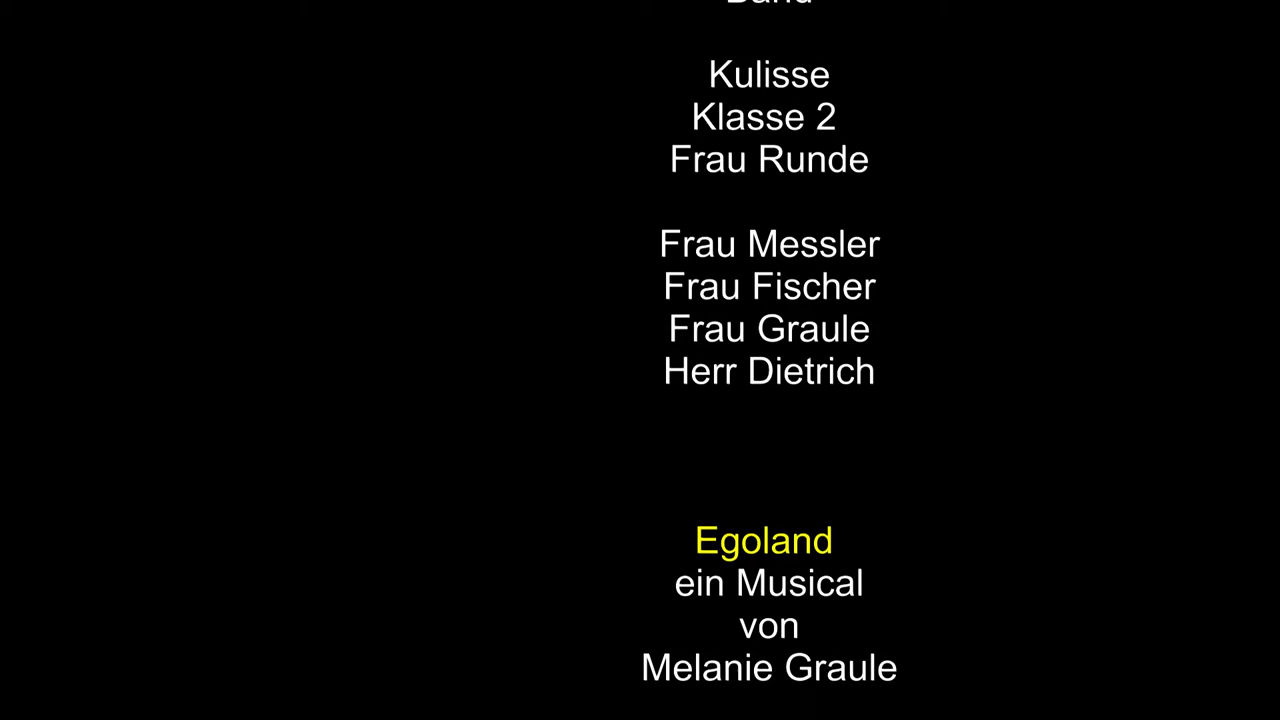 Band
Kulisse
Klasse 2
Frau Runde
Frau Messler
Frau Fischer
Frau Graule
Herr Dietrich
Egoland
ein Musical
von
Melanie Graule